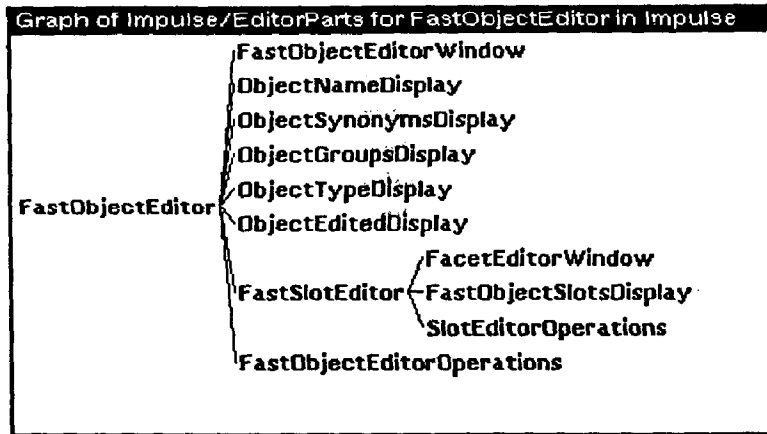 Graph of Impulse/EditorParts for FastObjectEditor in Impulse
FastObjectEditorWindow
ObjectNameDisplay
ObjectSynonymsDisplay
ObjectGroupsDisplay
ObjectTypeDisplay
FastObjectEditor
ObjectEditedDisplay
FacetEditorWindow
FastSlotEditor FastObjectSlotsDisplay
SlotEditorOperations
FastObjectEditorOperations